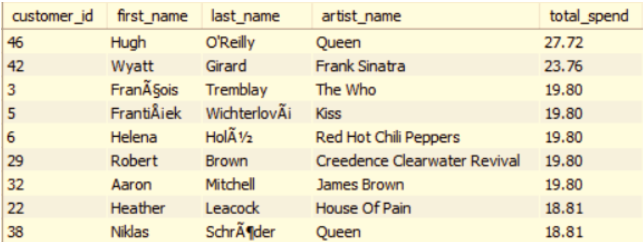 customer_id first_name last_name artist_name total_spend
46 Hugh O'Reilly Queen 27.72
42 Wyatt Girard Frank Sinatra 23.76
3 FranÃ§ois Tremblay The Who 19.80
5 FrantiÅ¡ek WichterlovÃ¡ Kiss 19.80
6 Helena HolÃ½ Red Hot Chili Peppers 19.80
29 Robert Brown Creedence Clearwater Revival 19.80
32 Aaron Mitchell James Brown 19.80
22 Heather Leacock House Of Pain 18.81
38 Niklas SchrÃ¶der Queen 18.81